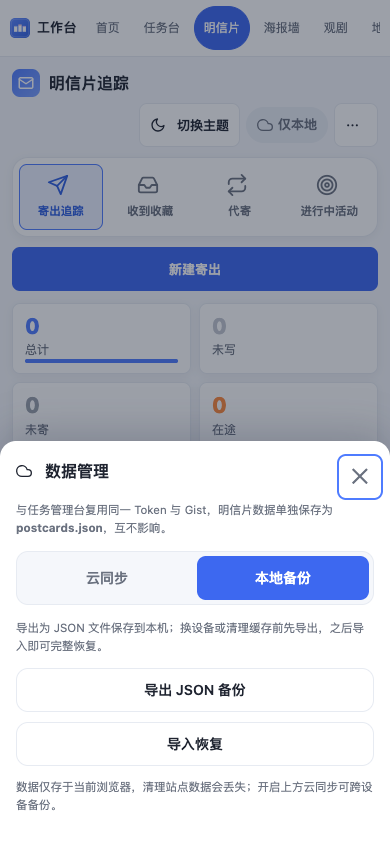 工作台 首页 任务台 明信片 海报墙 观剧
明信片追踪
切换主题 仅本地 ...
寄出追踪 收到收藏 代寄 进行中活动
新建寄出
0 0
总计 未写
0 0
未寄 在途
数据管理
与任务管理台复用同一 Token 与 Gist，明信片数据单独保存为
postcards.json，互不影响。
云同步 本地备份
导出为 JSON 文件保存到本机；换设备或清理缓存前先导出，之后导
入即可完整恢复。
导出 JSON 备份
导入恢复
数据仅存于当前浏览器，清理站点数据会丢失；开启上方云同步可跨设
备备份。